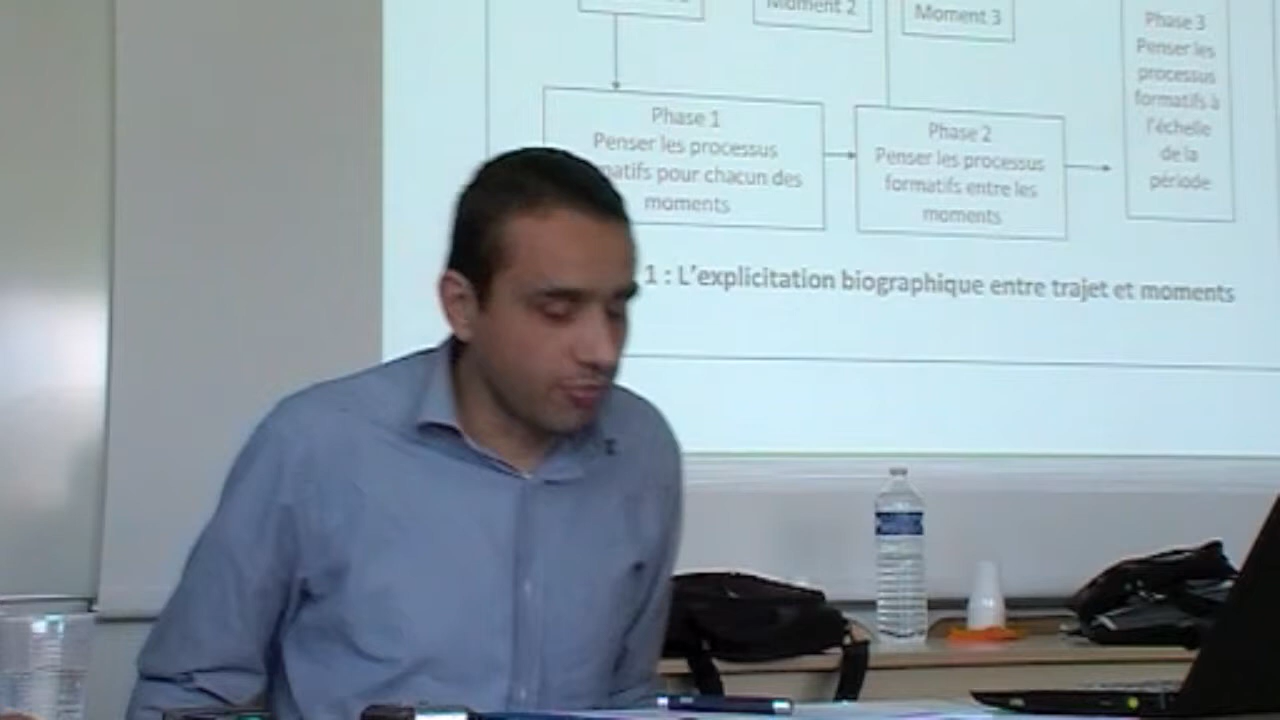 Moment 2
Moment 3
Phase 1
Penser les processus
matifs pour chacun des
moments
Phase 2
Penser les processus
formatifs entre les
moments
Phase 3
Penser les
processus
formatifs à
l'échelle
de la
période
1 : L'explicitation biographique entre trajet et moments